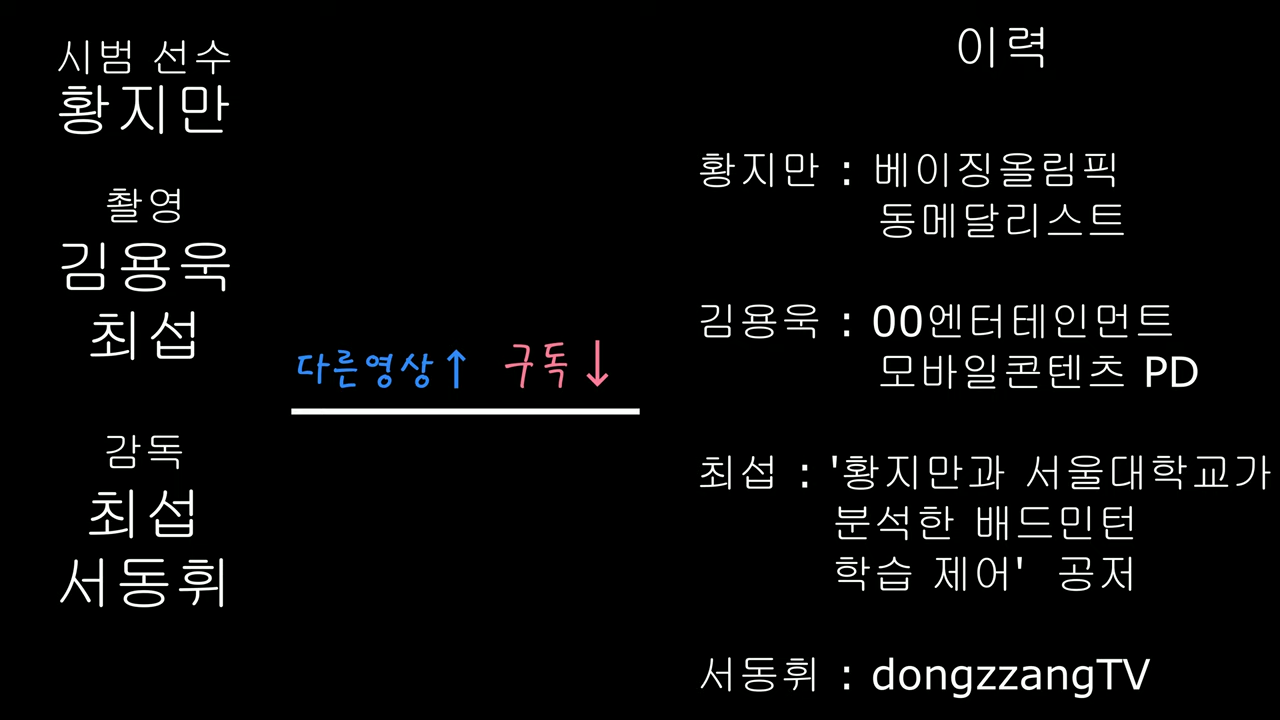 시범 선수
황지만
촬영
김용욱
최섭
감독
최섭
서동휘
다른영상↑ 구독↓
이력
황지만 : 베이징올림픽
동메달리스트
김용욱 : 00엔터테인먼트
모바일콘텐츠 PD
최섭 : '황지만과 서울대학교가
분석한 배드민턴
학습 제어' 공저
서동휘 : dongzzangTV